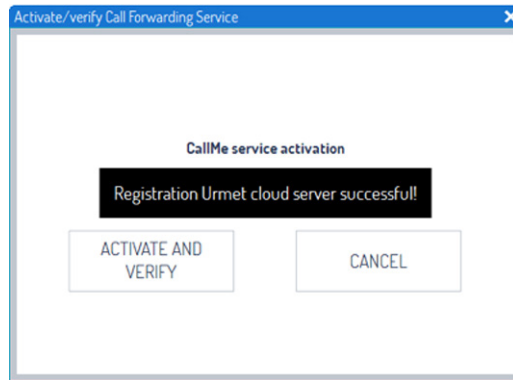 Activate/verify Call Forwarding Service
CallMe service activation
Registration Urmet cloud server successful!
ACTIVATE AND
VERIFY
CANCEL